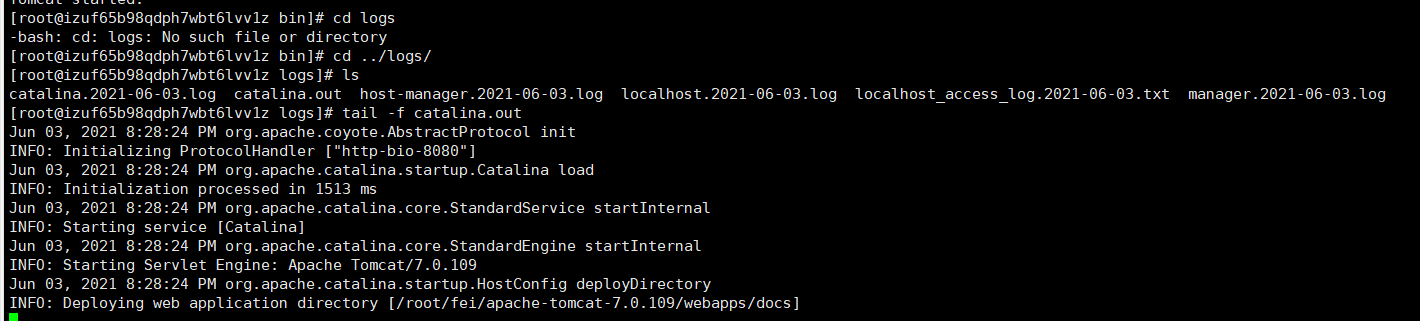 Tomcat started.
[root@izuf65b98qdph7wbt6lvv1z bin]# cd logs
-bash: cd: logs: No such file or directory
[root@izuf65b98qdph7wbt6lvv1z bin]# cd ../logs/
[root@izuf65b98qdph7wbt6lvv1z logs]# ls
catalina.2021-06-03.log  catalina.out  host-manager.2021-06-03.log  localhost.2021-06-03.log  localhost_access_log.2021-06-03.txt  manager.2021-06-03.log
[root@izuf65b98qdph7wbt6lvv1z logs]# tail -f catalina.out
Jun 03, 2021 8:28:24 PM org.apache.coyote.AbstractProtocol init
INFO: Initializing ProtocolHandler ["http-bio-8080"]
Jun 03, 2021 8:28:24 PM org.apache.catalina.startup.Catalina load
INFO: Initialization processed in 1513 ms
Jun 03, 2021 8:28:24 PM org.apache.catalina.core.StandardService startInternal
INFO: Starting service [Catalina]
Jun 03, 2021 8:28:24 PM org.apache.catalina.core.StandardEngine startInternal
INFO: Starting Servlet Engine: Apache Tomcat/7.0.109
Jun 03, 2021 8:28:24 PM org.apache.catalina.startup.HostConfig deployDirectory
INFO: Deploying web application directory [/root/fei/apache-tomcat-7.0.109/webapps/docs]